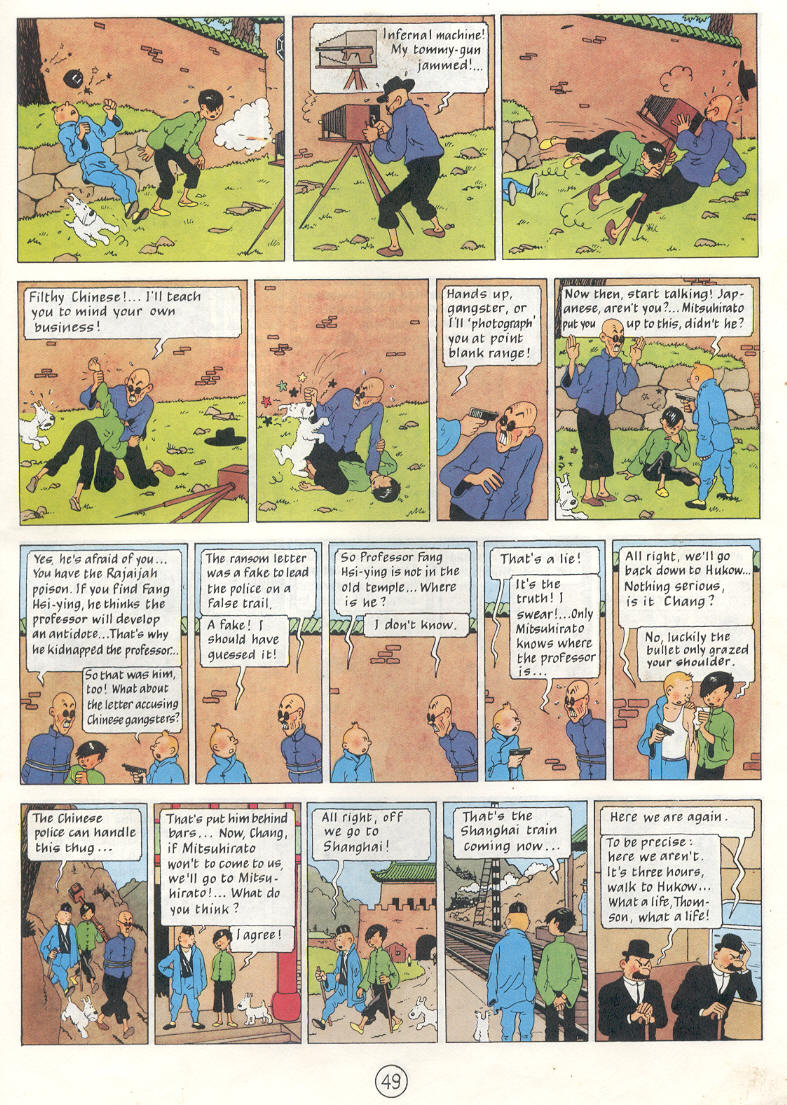 Infernal machine!
My tommy-gun
jammed!...
Filthy Chinese!... I'll teach
you to mind your own
business!
Hands up,
gangster, or
I'll 'photograph'
you at point
blank range!
Now then, start talking! Jap-
anese, aren't you?... Mitsuhirato
put you up to this, didn't he?
Yes, he's afraid of you...
You have the Rajaijah
poison. If you find Fang
Hsi-ying, he thinks the
professor will develop
an antidote...That's why
he kidnapped the professor...
So that was him,
too! What about
the letter accusing
Chinese gangsters?
The ransom letter
was a fake to lead
the police on a
false trail.
A fake! I
should have
guessed it!
So Professor Fang
Hsi-ying is not in the
old temple... Where
is he?
I don't know.
That's a lie!
It's the
truth! I
swear!...Only
Mitsuhirato
knows where
the professor
is...
All right, we'll go
back down to Hukow...
Nothing serious,
is it Chang?
No, luckily the
bullet only grazed
your shoulder.
The Chinese
police can handle
this thug...
That's put him behind
bars... Now, Chang,
if Mitsuhirato
won't to come to us,
we'll go to Mitsu-
hirato!... What do
you think?
I agree!
All right, off
we go to
Shanghai!
That's the
Shanghai train
coming now...
Here we are again.
To be precise:
here we aren't.
It's three hours,
walk to Hukow...
What a life, Thom-
son, what a life!
49